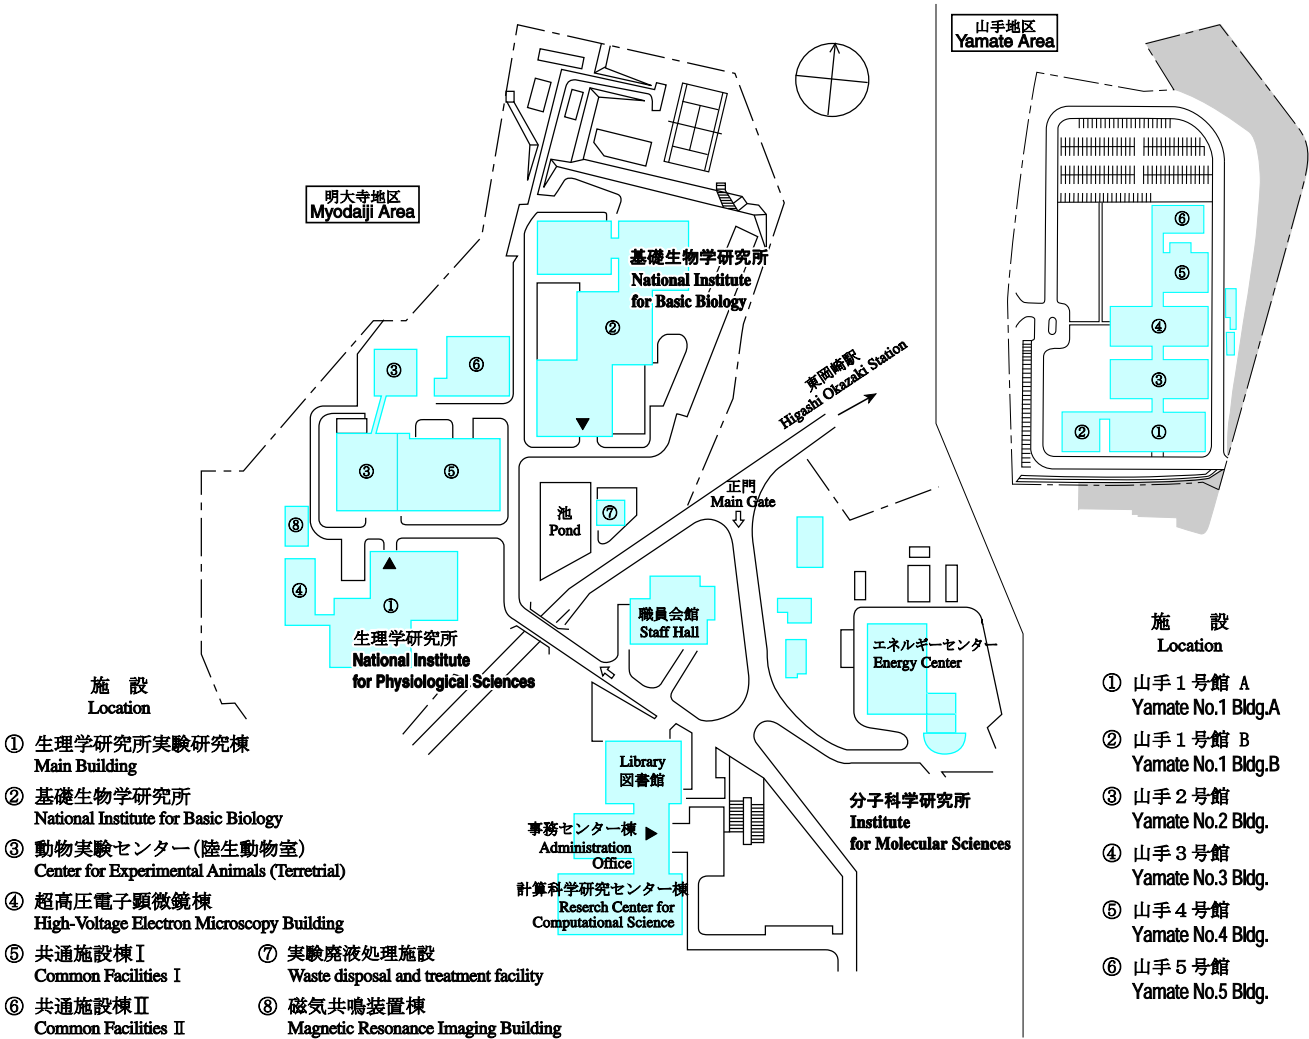 山手地区
Yamate Area
明大寺地区
Myodaiji Area
⑥
⑤
④
③
②
①
基礎生物学研究所
National Institute
for Basic Biology
②
③
⑥
③
⑤
東岡崎駅
Higashi Okazaki Station
正門
Main Gate
池
Pond
⑦
⑧
④
①
生理学研究所
National Institute
for Physiological Sciences
職員会館
Staff Hall
エネルギーセンター
Energy Center
Library
図書館
事務センター棟
Administration
Office
計算科学研究センター棟
Reserch Center for
Computational Science
分子科学研究所
Institute
for Molecular Sciences
施 設
Location
① 生理学研究所実験研究棟
Main Building
② 基礎生物学研究所
National Institute for Basic Biology
③ 動物実験センター(陸生動物室)
Center for Experimental Animals (Terretrial)
④ 超高圧電子顕微鏡棟
High-Voltage Electron Microscopy Building
⑤ 共通施設棟Ⅰ
Common Facilities Ⅰ
⑥ 共通施設棟Ⅱ
Common Facilities Ⅱ
⑦ 実験廃液処理施設
Waste disposal and treatment facility
⑧ 磁気共鳴装置棟
Magnetic Resonance Imaging Building
施 設
Location
① 山手1号館 A
Yamate No.1 Bldg.A
② 山手1号館 B
Yamate No.1 Bldg.B
③ 山手2号館
Yamate No.2 Bldg.
④ 山手3号館
Yamate No.3 Bldg.
⑤ 山手4号館
Yamate No.4 Bldg.
⑥ 山手5号館
Yamate No.5 Bldg.